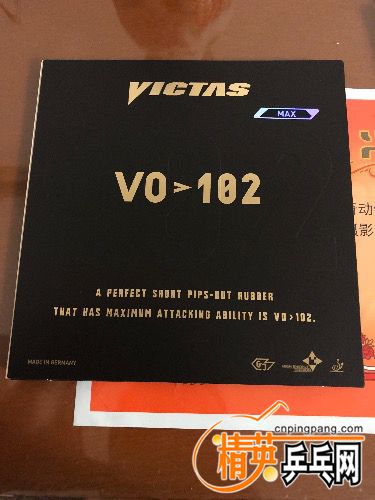 VICTAS
MAX
VO>102
A PERFECT SHORT PIPS-OUT RUBBER
THAT HAS MAXIMUM ATTACKING ABILITY IS VO>102.
MADE IN GERMANY
cnpingpang.com
精英乒乓网